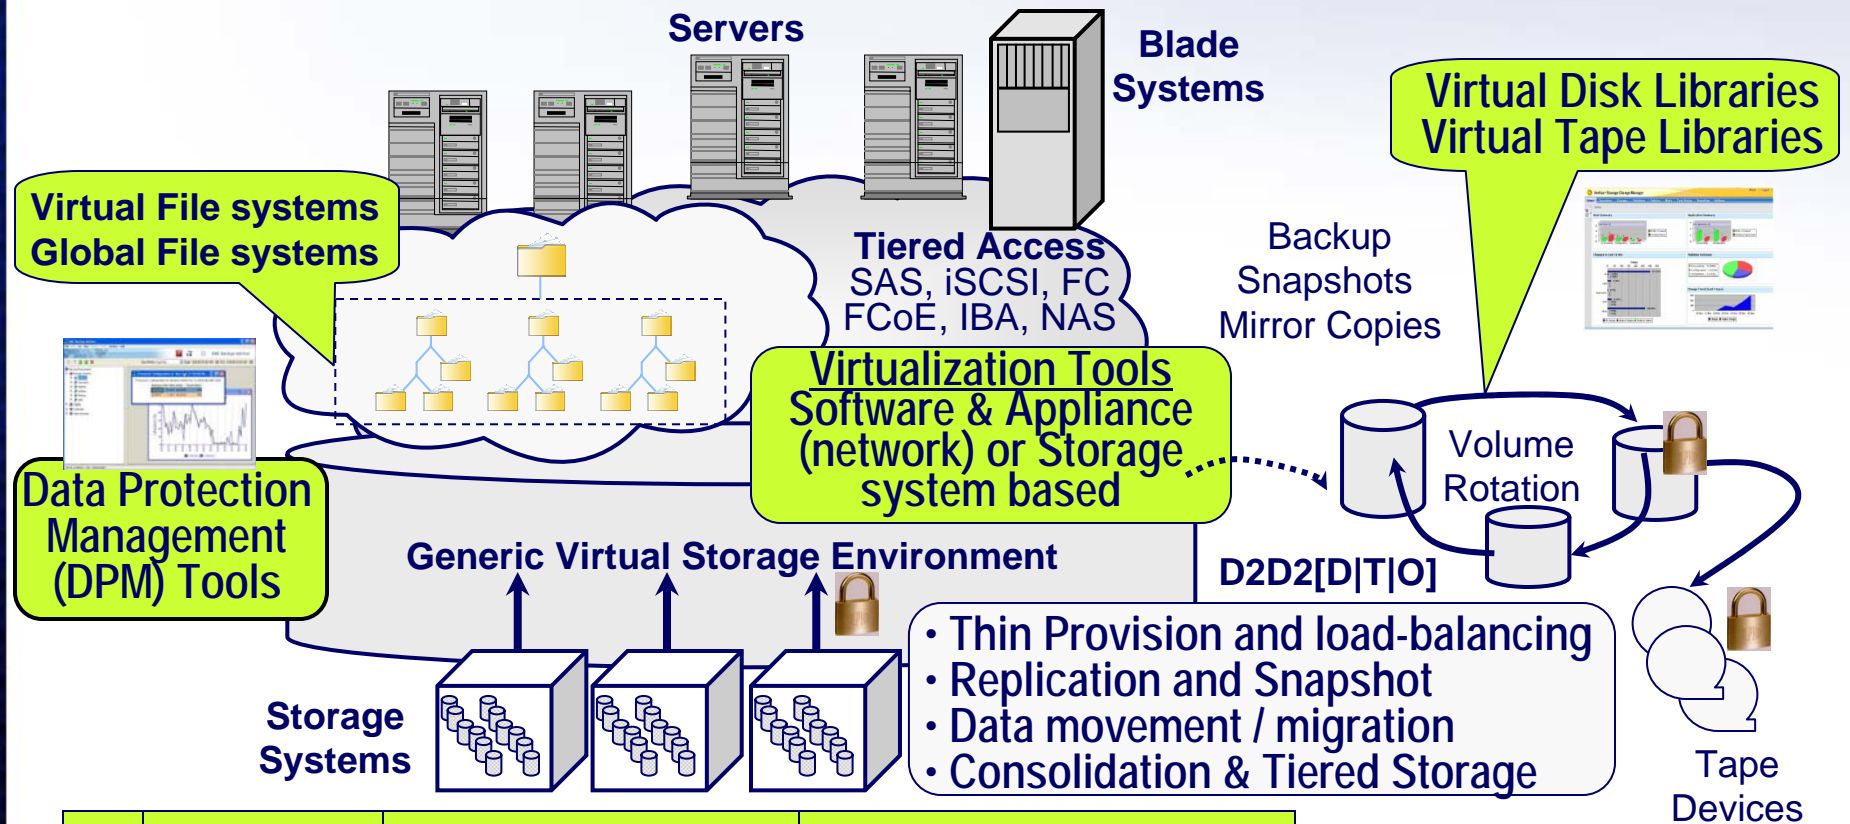 Servers
Blade
Systems
Virtual Disk Libraries
Virtual Tape Libraries
Virtual File systems
Global File systems
Tiered Access
SAS, iSCSI, FC
FCoE, IBA, NAS
Backup
Snapshots
Mirror Copies
Virtualization Tools
Software & Appliance
(network) or Storage
system based
Volume
Rotation
Data Protection
Management
(DPM) Tools
Generic Virtual Storage Environment
D2D2[D|T|O]
• Thin Provision and load-balancing
• Replication and Snapshot
• Data movement / migration
• Consolidation & Tiered Storage
Storage
Systems
Tape
Devices